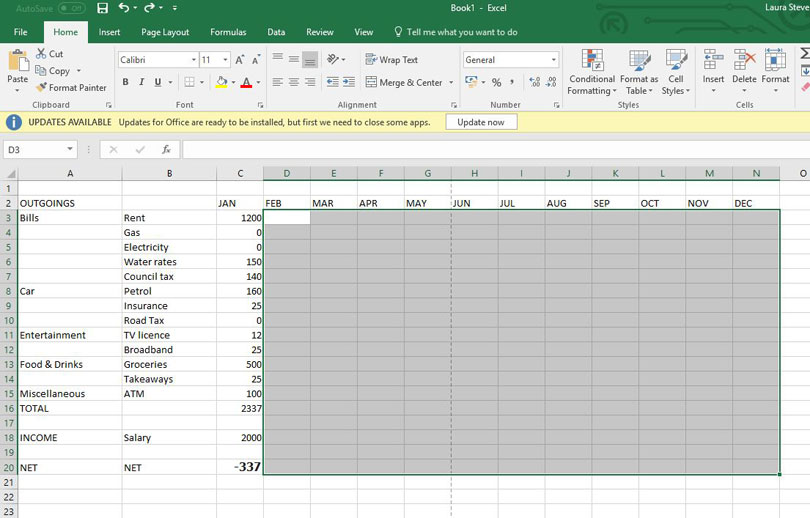 AutoSave Off Book1 - Excel Laura Steve
File Home Insert Page Layout Formulas Data Review View Tell me what you want to do
Paste Cut Calibri 11 A A Wrap Text General Conditional Formatting Format as Table Cell Styles Insert Delete Format
Copy B I U A Merge & Center % , .0 .00 .00 .0
Format Painter
Clipboard Font Alignment Number Styles Cells
UPDATES AVAILABLE Updates for Office are ready to be installed, but first we need to close some apps. Update now
D3 fx
A B C D E F G H I J K L M N O
1
2 OUTGOINGS JAN FEB MAR APR MAY JUN JUL AUG SEP OCT NOV DEC
3 Bills Rent 1200
4 Gas 0
5 Electricity 0
6 Water rates 150
7 Council tax 140
8 Car Petrol 160
9 Insurance 25
10 Road Tax 0
11 Entertainment TV licence 12
12 Broadband 25
13 Food & Drinks Groceries 500
14 Takeaways 25
15 Miscellaneous ATM 100
16 TOTAL 2337
17
18 INCOME Salary 2000
19
20 NET NET -337
21
22
23